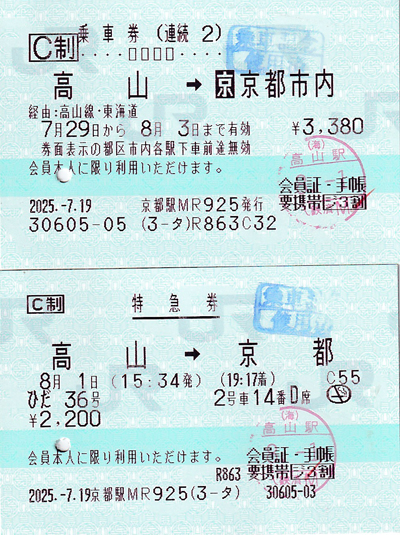 C制 乗車券 (連続 2)
....□□□□....
高山 → 京 京都市内
経由:高山線・東海道
7月29日から 8月 3日まで有効 ¥3,380
券面表示の都区市内各駅下車前途無効
会員本人に限り利用いただけます。
会員証・手帳
要携帯ジ3割
2025.-7.19 京都駅MR925発行
30605-05 (3-タ)R863C32
高山駅
C制 特急券
高山 → 京都
8月 1日(15:34発) (19:17着) C55
ひだ 36号 2号車14番D席
¥2,200
高山駅
会員本人に限り利用いただけます。
会員証・手帳
R863 要携帯ジ3割
2025.-7.19京都駅MR925(3-タ) 30605-03